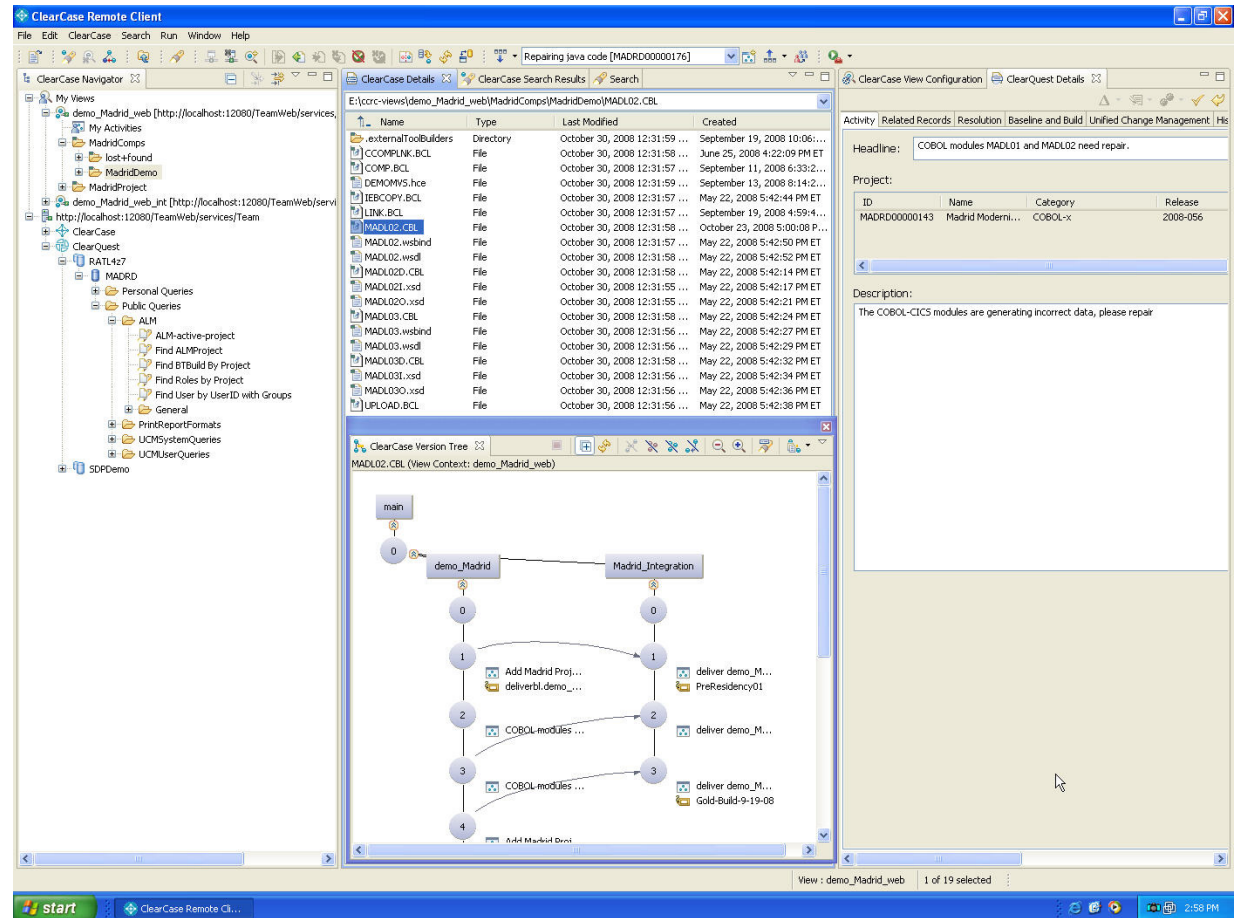 ClearCase Remote Client
File Edit ClearCase Search Run Window Help
Repairing java code [MADRD00000176]
ClearCase Navigator
My Views
demo_Madrid_web [http://localhost:12080/TeamWeb/services,
My Activities
MadridComps
lost+found
MadridDemo
MadridProject
demo_Madrid_web_int [http://localhost:12080/TeamWeb/servi
http://localhost:12080/TeamWeb/services/Team
ClearCase
ClearQuest
RATL4z7
MADRD
Personal Queries
Public Queries
ALM
ALM-active-project
Find ALMProject
Find BTBuild By Project
Find Roles by Project
Find User by UserID with Groups
General
PrintReportFormats
UCMSystemQueries
UCMUserQueries
SDPDemo
ClearCase Details ClearCase Search Results Search
E:\ccrc-views\demo_Madrid_web\MadridComps\MadridDemo\MADL02.CBL
Name Type Last Modified Created
.externalToolBuilders Directory October 30, 2008 12:31:59 ... September 19, 2008 10:06:...
CCOMPLNK.BCL File October 30, 2008 12:31:58 ... June 25, 2008 4:22:09 PM ET
COMP.BCL File October 30, 2008 12:31:57 ... September 11, 2008 6:33:2...
DEMOMVS.hce File October 30, 2008 12:31:59 ... September 13, 2008 8:14:2...
IEBCOPY.BCL File October 30, 2008 12:31:57 ... May 22, 2008 5:42:44 PM ET
LINK.BCL File October 30, 2008 12:31:57 ... September 19, 2008 4:59:4...
MADL02.CBL File October 30, 2008 12:31:58 ... October 23, 2008 5:00:08 P...
MADL02.wsbind File October 30, 2008 12:31:57 ... May 22, 2008 5:42:50 PM ET
MADL02.wsdl File October 30, 2008 12:31:58 ... May 22, 2008 5:42:52 PM ET
MADL02D.CBL File October 30, 2008 12:31:58 ... May 22, 2008 5:42:14 PM ET
MADL02I.xsd File October 30, 2008 12:31:55 ... May 22, 2008 5:42:17 PM ET
MADL02O.xsd File October 30, 2008 12:31:55 ... May 22, 2008 5:42:21 PM ET
MADL03.CBL File October 30, 2008 12:31:58 ... May 22, 2008 5:42:24 PM ET
MADL03.wsbind File October 30, 2008 12:31:56 ... May 22, 2008 5:42:27 PM ET
MADL03.wsdl File October 30, 2008 12:31:56 ... May 22, 2008 5:42:29 PM ET
MADL03D.CBL File October 30, 2008 12:31:58 ... May 22, 2008 5:42:32 PM ET
MADL03I.xsd File October 30, 2008 12:31:56 ... May 22, 2008 5:42:34 PM ET
MADL03O.xsd File October 30, 2008 12:31:56 ... May 22, 2008 5:42:36 PM ET
UPLOAD.BCL File October 30, 2008 12:31:56 ... May 22, 2008 5:42:38 PM ET
ClearCase Version Tree
MADL02.CBL (View Context: demo_Madrid_web)
main
0
demo_Madrid Madrid_Integration
0 0
1 1
Add Madrid Proj... deliver demo_M...
deliverbl.demo_... PreResidency01
2 2
COBOL modules ... deliver demo_M...
3 3
COBOL modules ... deliver demo_M...
Gold-Build-9-19-08
4
Add Madrid Proj
ClearCase View Configuration ClearQuest Details
Activity Related Records Resolution Baseline and Build Unified Change Management His
Headline: COBOL modules MADL01 and MADL02 need repair.
Project:
ID Name Category Release
MADRD00000143 Madrid Moderni... COBOL-x 2008-056
Description:
The COBOL-CICS modules are generating incorrect data, please repair
View : demo_Madrid_web 1 of 19 selected
start ClearCase Remote Cli... 2:58 PM